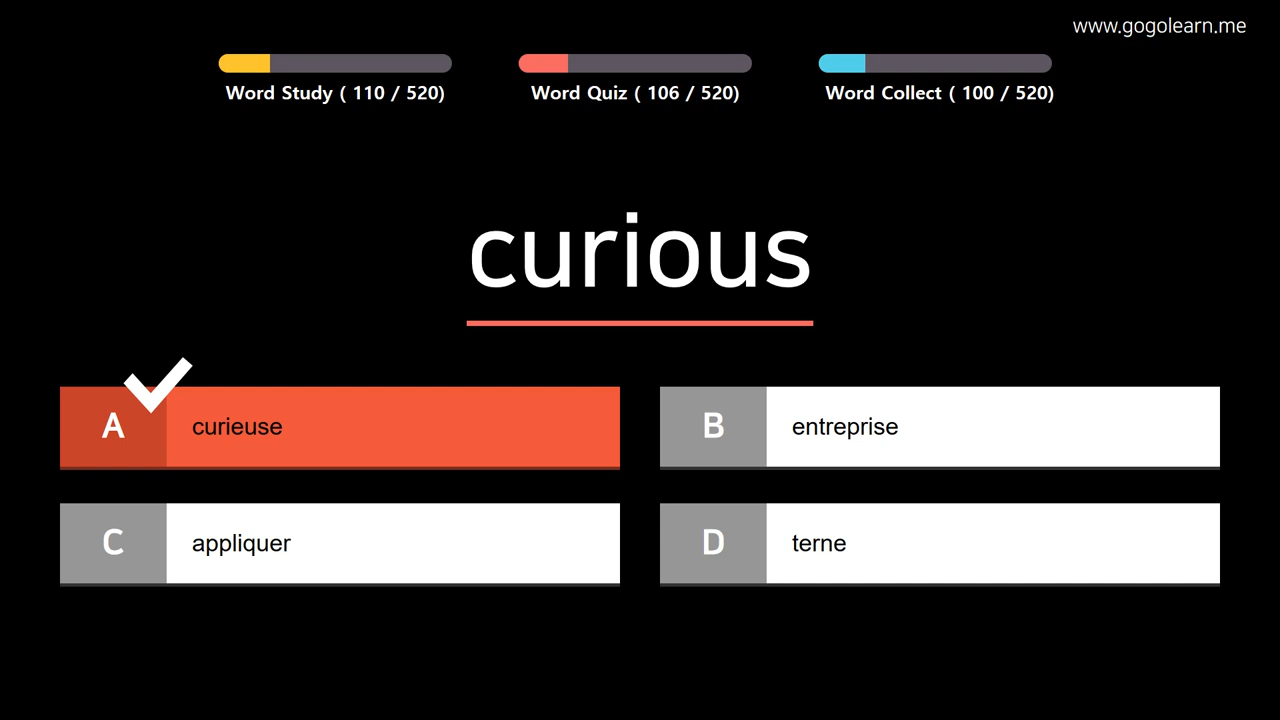 www.gogolearn.me
Word Study ( 110 / 520)
Word Quiz ( 106 / 520)
Word Collect ( 100 / 520)
curious
A curieuse
B entreprise
C appliquer
D terne